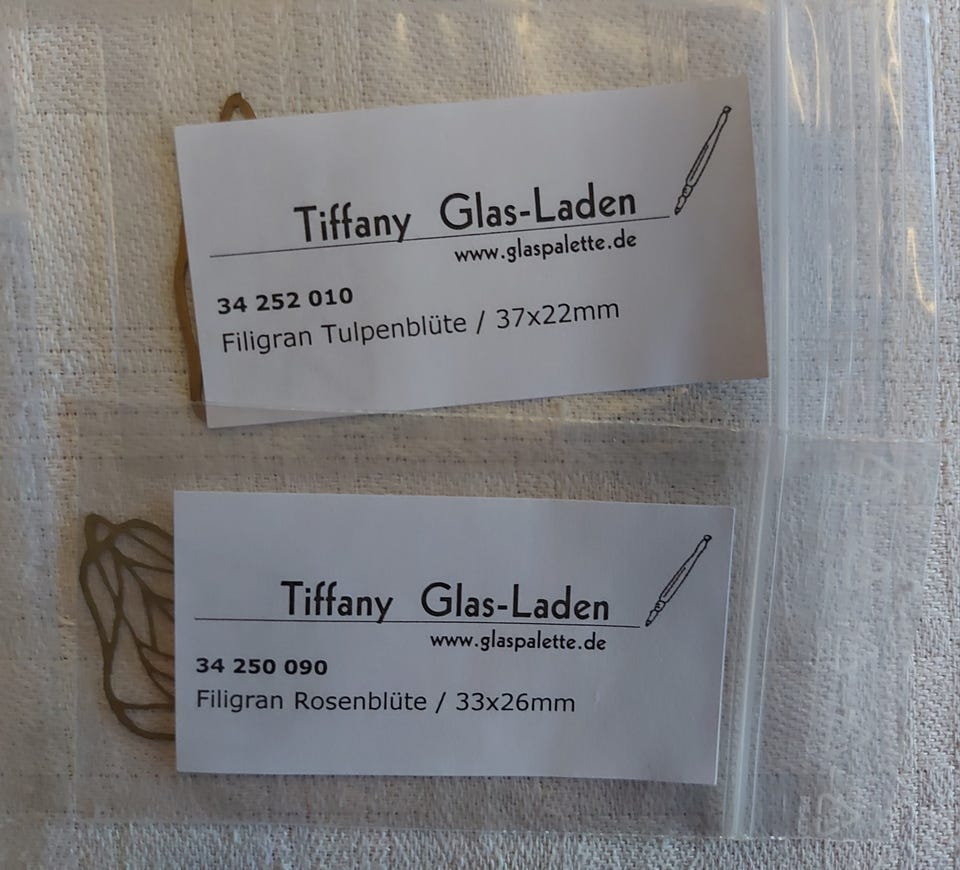 Tiffany Glas-Laden
www.glaspalette.de
34 252 010
Filigran Tulpenblüte / 37x22mm
Tiffany Glas-Laden
www.glaspalette.de
34 250 090
Filigran Rosenblüte / 33x26mm